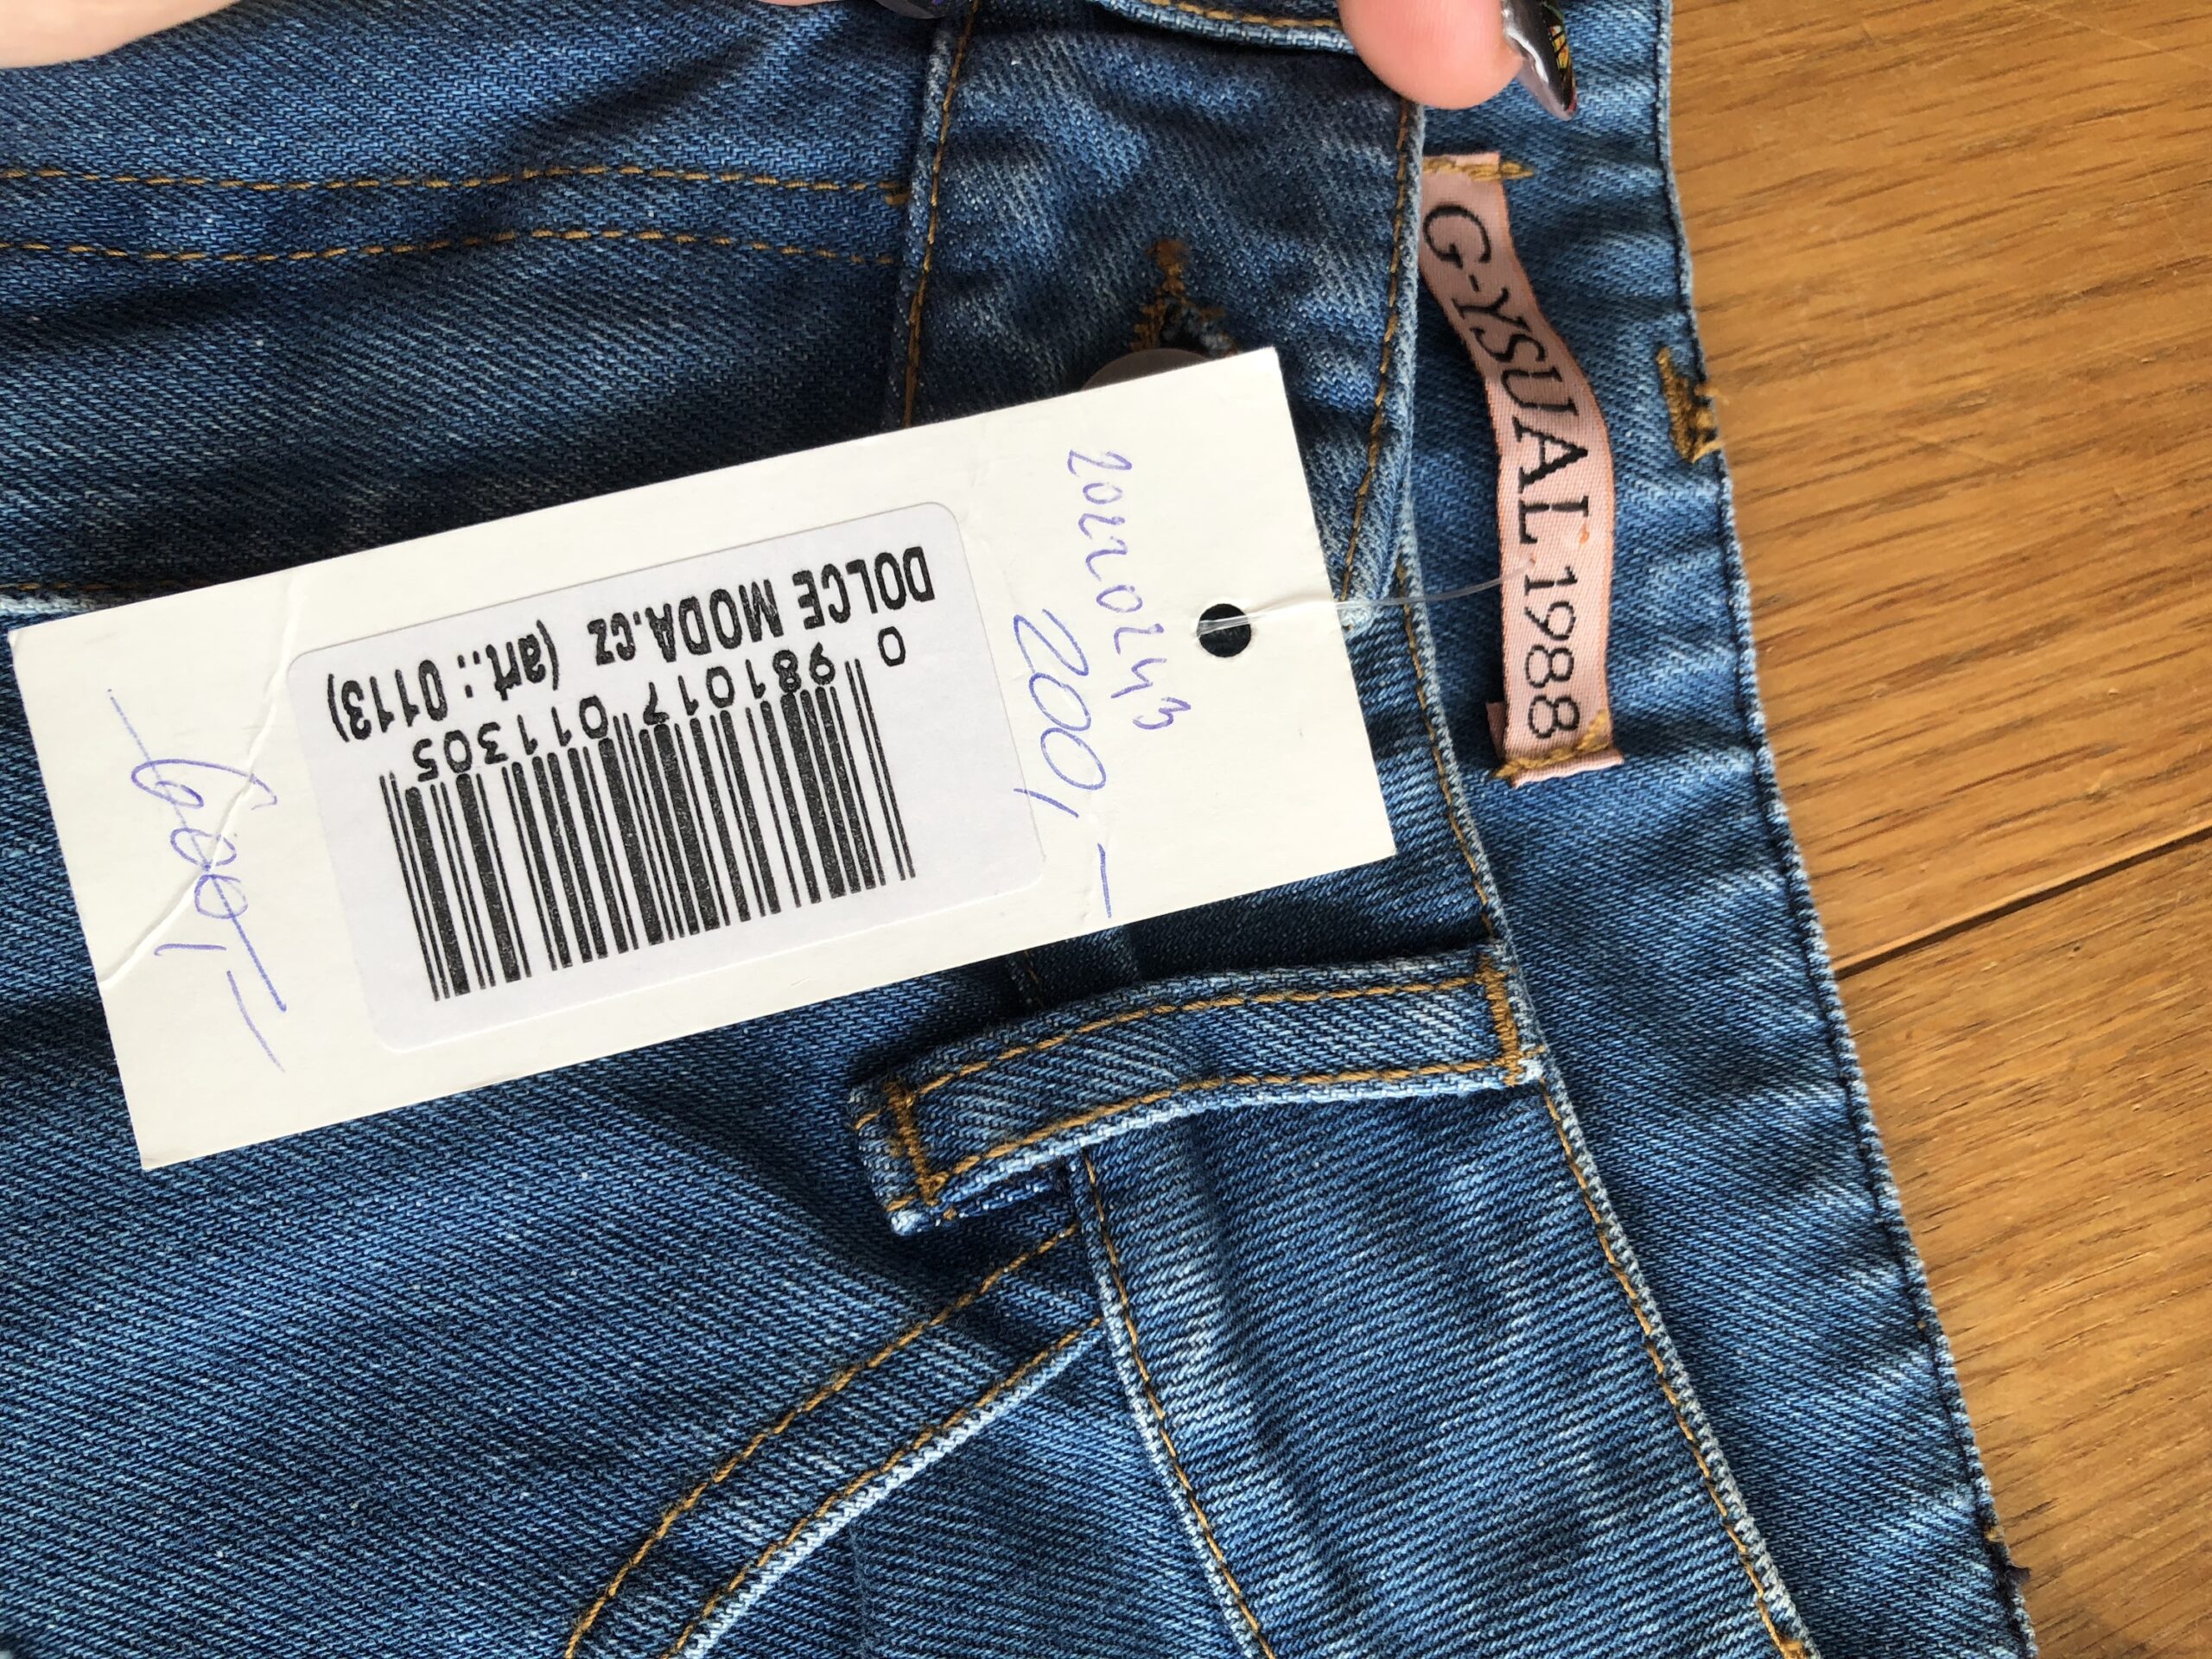 G-YSUAL 1988
20220243
200,-
DOLCE MODA.cz (art.: 0113)
0 981017 011305
600,-